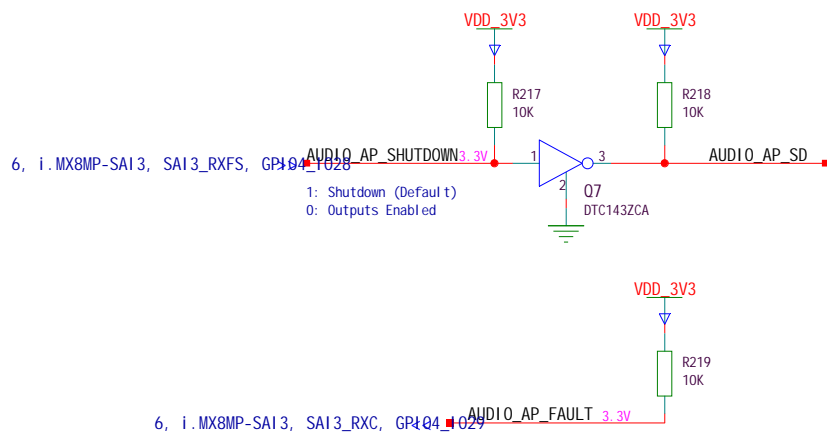 VDD_3V3
VDD_3V3
R217
10K
R218
10K
6, i.MX8MP-SAI3, SAI3_RXFS, GPIO4_IO28
AUDIO_AP_SHUTDOWN
3.3V
1
3
AUDIO_AP_SD
2
1: Shutdown (Default)
0: Outputs Enabled
Q7
DTC143ZCA
VDD_3V3
R219
10K
6, i.MX8MP-SAI3, SAI3_RXC, GPIO4_IO29
AUDIO_AP_FAULT
3.3V